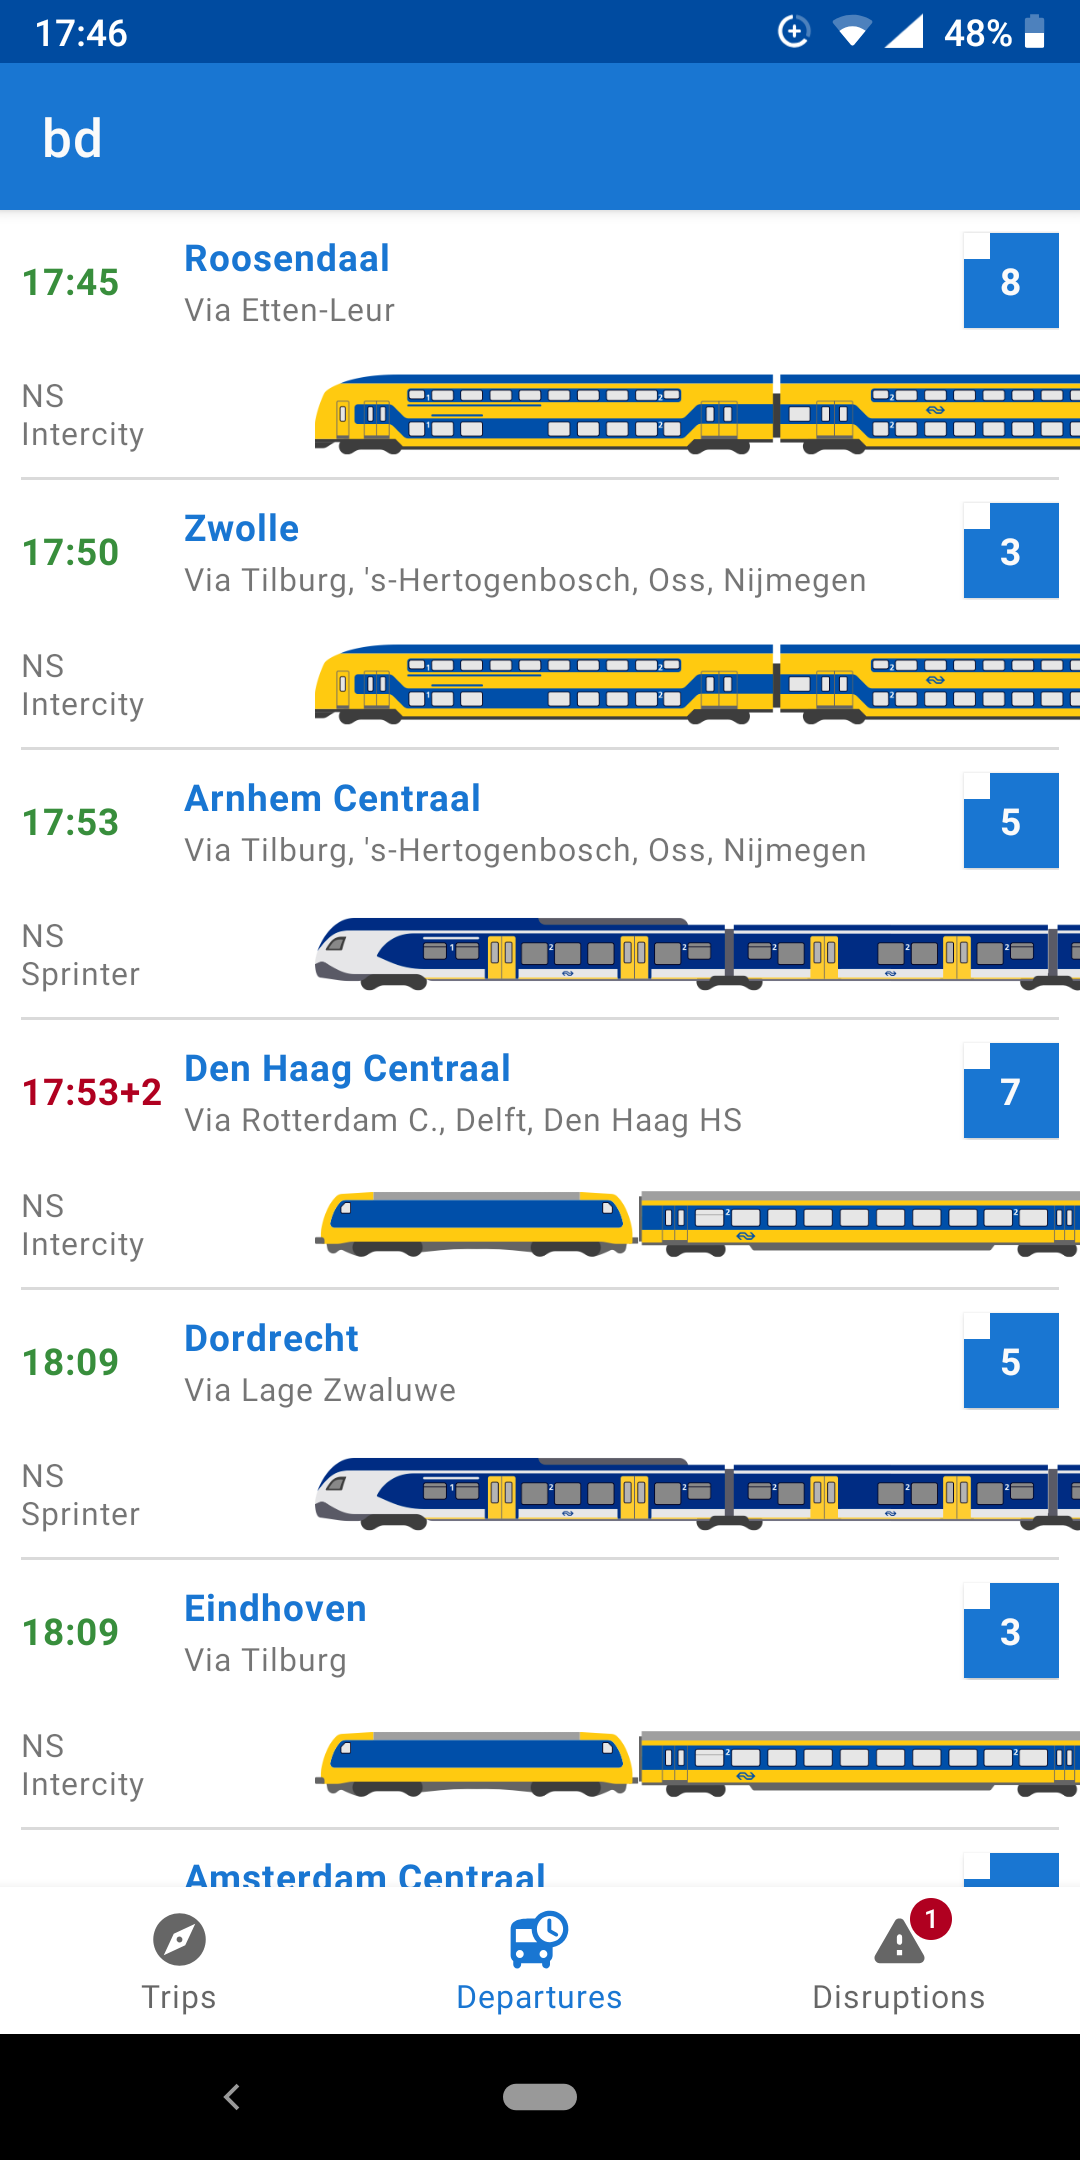 17:46 48%
bd
17:45 Roosendaal 8
Via Etten-Leur
NS
Intercity
17:50 Zwolle 3
Via Tilburg, 's-Hertogenbosch, Oss, Nijmegen
NS
Intercity
17:53 Arnhem Centraal 5
Via Tilburg, 's-Hertogenbosch, Oss, Nijmegen
NS
Sprinter
17:53+2 Den Haag Centraal 7
Via Rotterdam C., Delft, Den Haag HS
NS
Intercity
18:09 Dordrecht 5
Via Lage Zwaluwe
NS
Sprinter
18:09 Eindhoven 3
Via Tilburg
NS
Intercity
Amsterdam Centraal
1
Trips Departures Disruptions